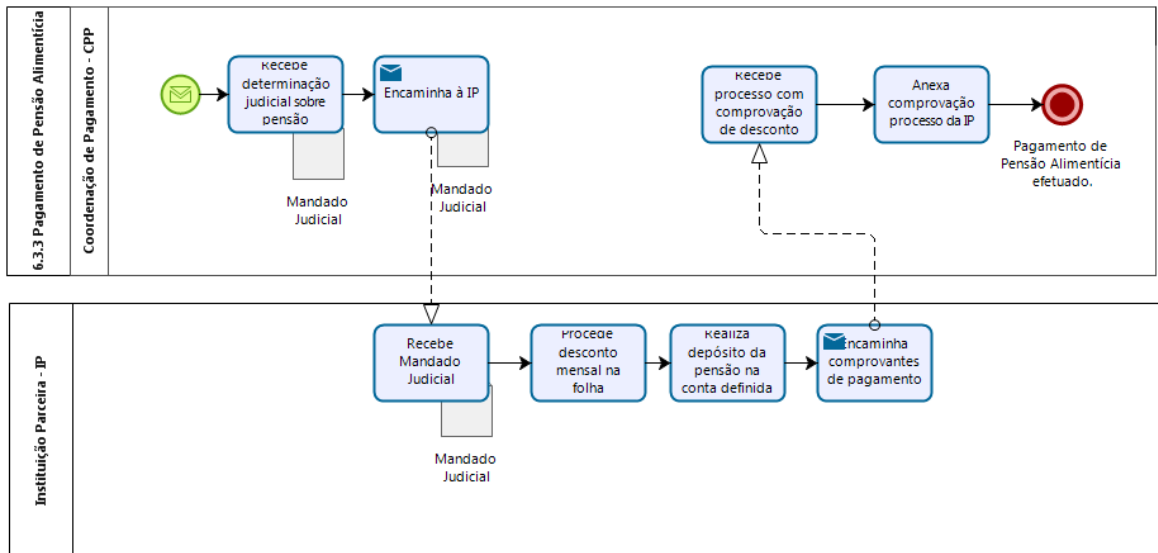 6.3.3 Pagamento de Pensão Alimentícia
Coordenação de Pagamento - CPP
Recebe
determinação
judicial sobre
pensão
Mandado
Judicial
Encaminha à IP
Mandado
Judicial
Recebe
processo com
comprovação
de desconto
Anexa
comprovação
processo da IP
Pagamento de
Pensão Alimentícia
efetuado.
Instituição Parceira - IP
Recebe
Mandado
Judicial
Mandado
Judicial
Procede
desconto
mensal na
folha
Realiza
depósito da
pensão na
conta definida
Encaminha
comprovantes
de pagamento